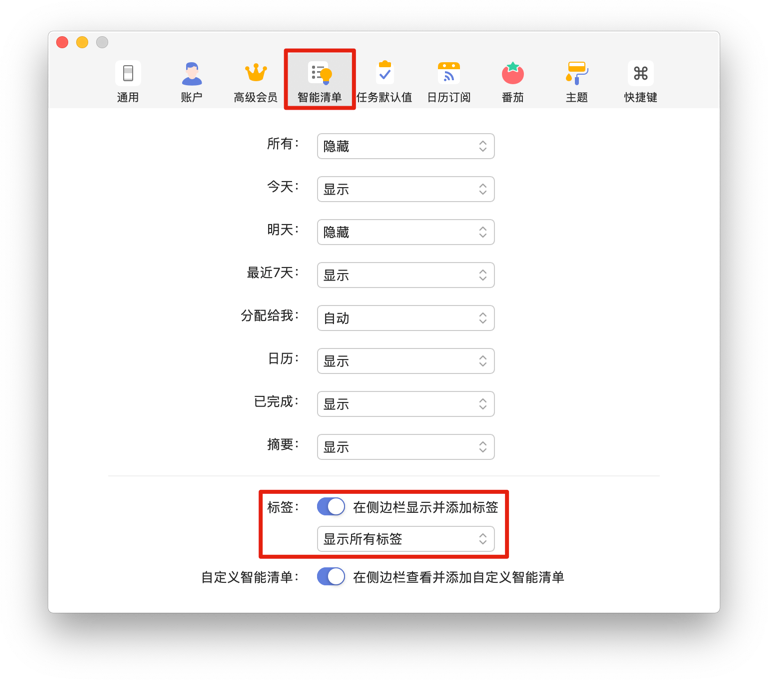 通用 账户 高级会员 智能清单 任务默认值 日历订阅 番茄 主题 快捷键
所有： 隐藏
今天： 显示
明天： 隐藏
最近7天： 显示
分配给我： 自动
日历： 显示
已完成： 显示
摘要： 显示
标签： 在侧边栏显示并添加标签
显示所有标签
自定义智能清单： 在侧边栏查看并添加自定义智能清单